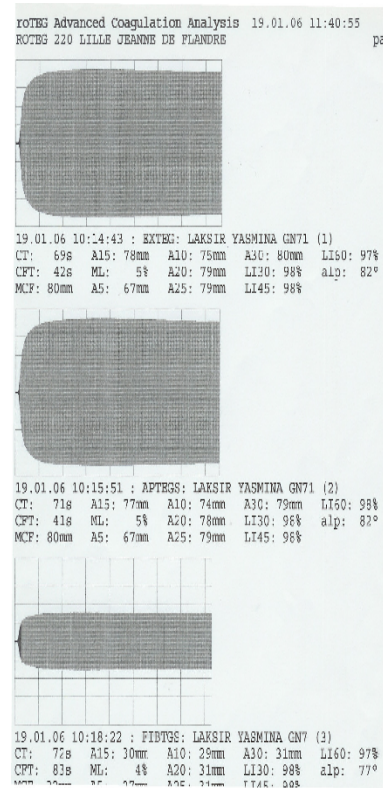 roTEG Advanced Coagulation Analysis 19.01.06 11:40:55
ROTEG 220 LILLE JEANNE DE FLANDRE pa
19.01.06 10:14:43 : EXTEG: LAKSIR YASMINA GN71 (1)
CT: 69s A15: 78mm A10: 75mm A30: 80mm LI60: 97%
CFT: 42s ML: 5% A20: 79mm LI30: 98% alp: 82°
MCF: 80mm A5: 67mm A25: 79mm LI45: 98%
19.01.06 10:15:51 : APTEGS: LAKSIR YASMINA GN71 (2)
CT: 71s A15: 77mm A10: 74mm A30: 79mm LI60: 98%
CFT: 41s ML: 5% A20: 78mm LI30: 98% alp: 82°
MCF: 80mm A5: 67mm A25: 79mm LI45: 98%
19.01.06 10:18:22 : FIBTGS: LAKSIR YASMINA GN7 (3)
CT: 72s A15: 30mm A10: 29mm A30: 31mm LI60: 97%
CFT: 83s ML: 4% A20: 31mm LI30: 98% alp: 77°
A25: 31mm LI45: 98%